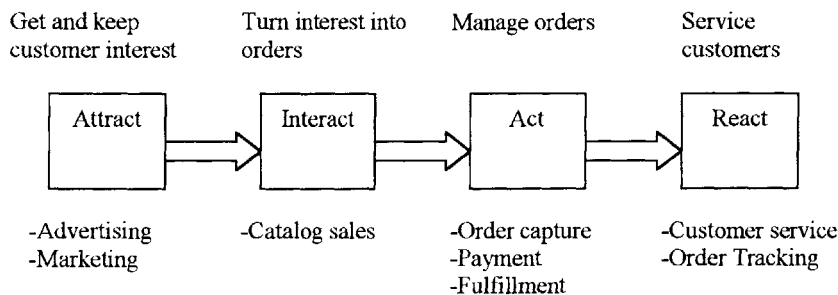 Get and keep
customer interest
Turn interest into
orders
Manage orders
Service
customers
Attract
Interact
Act
React
-Advertising
-Marketing
-Catalog sales
-Order capture
-Payment
-Fulfillment
-Customer service
-Order Tracking